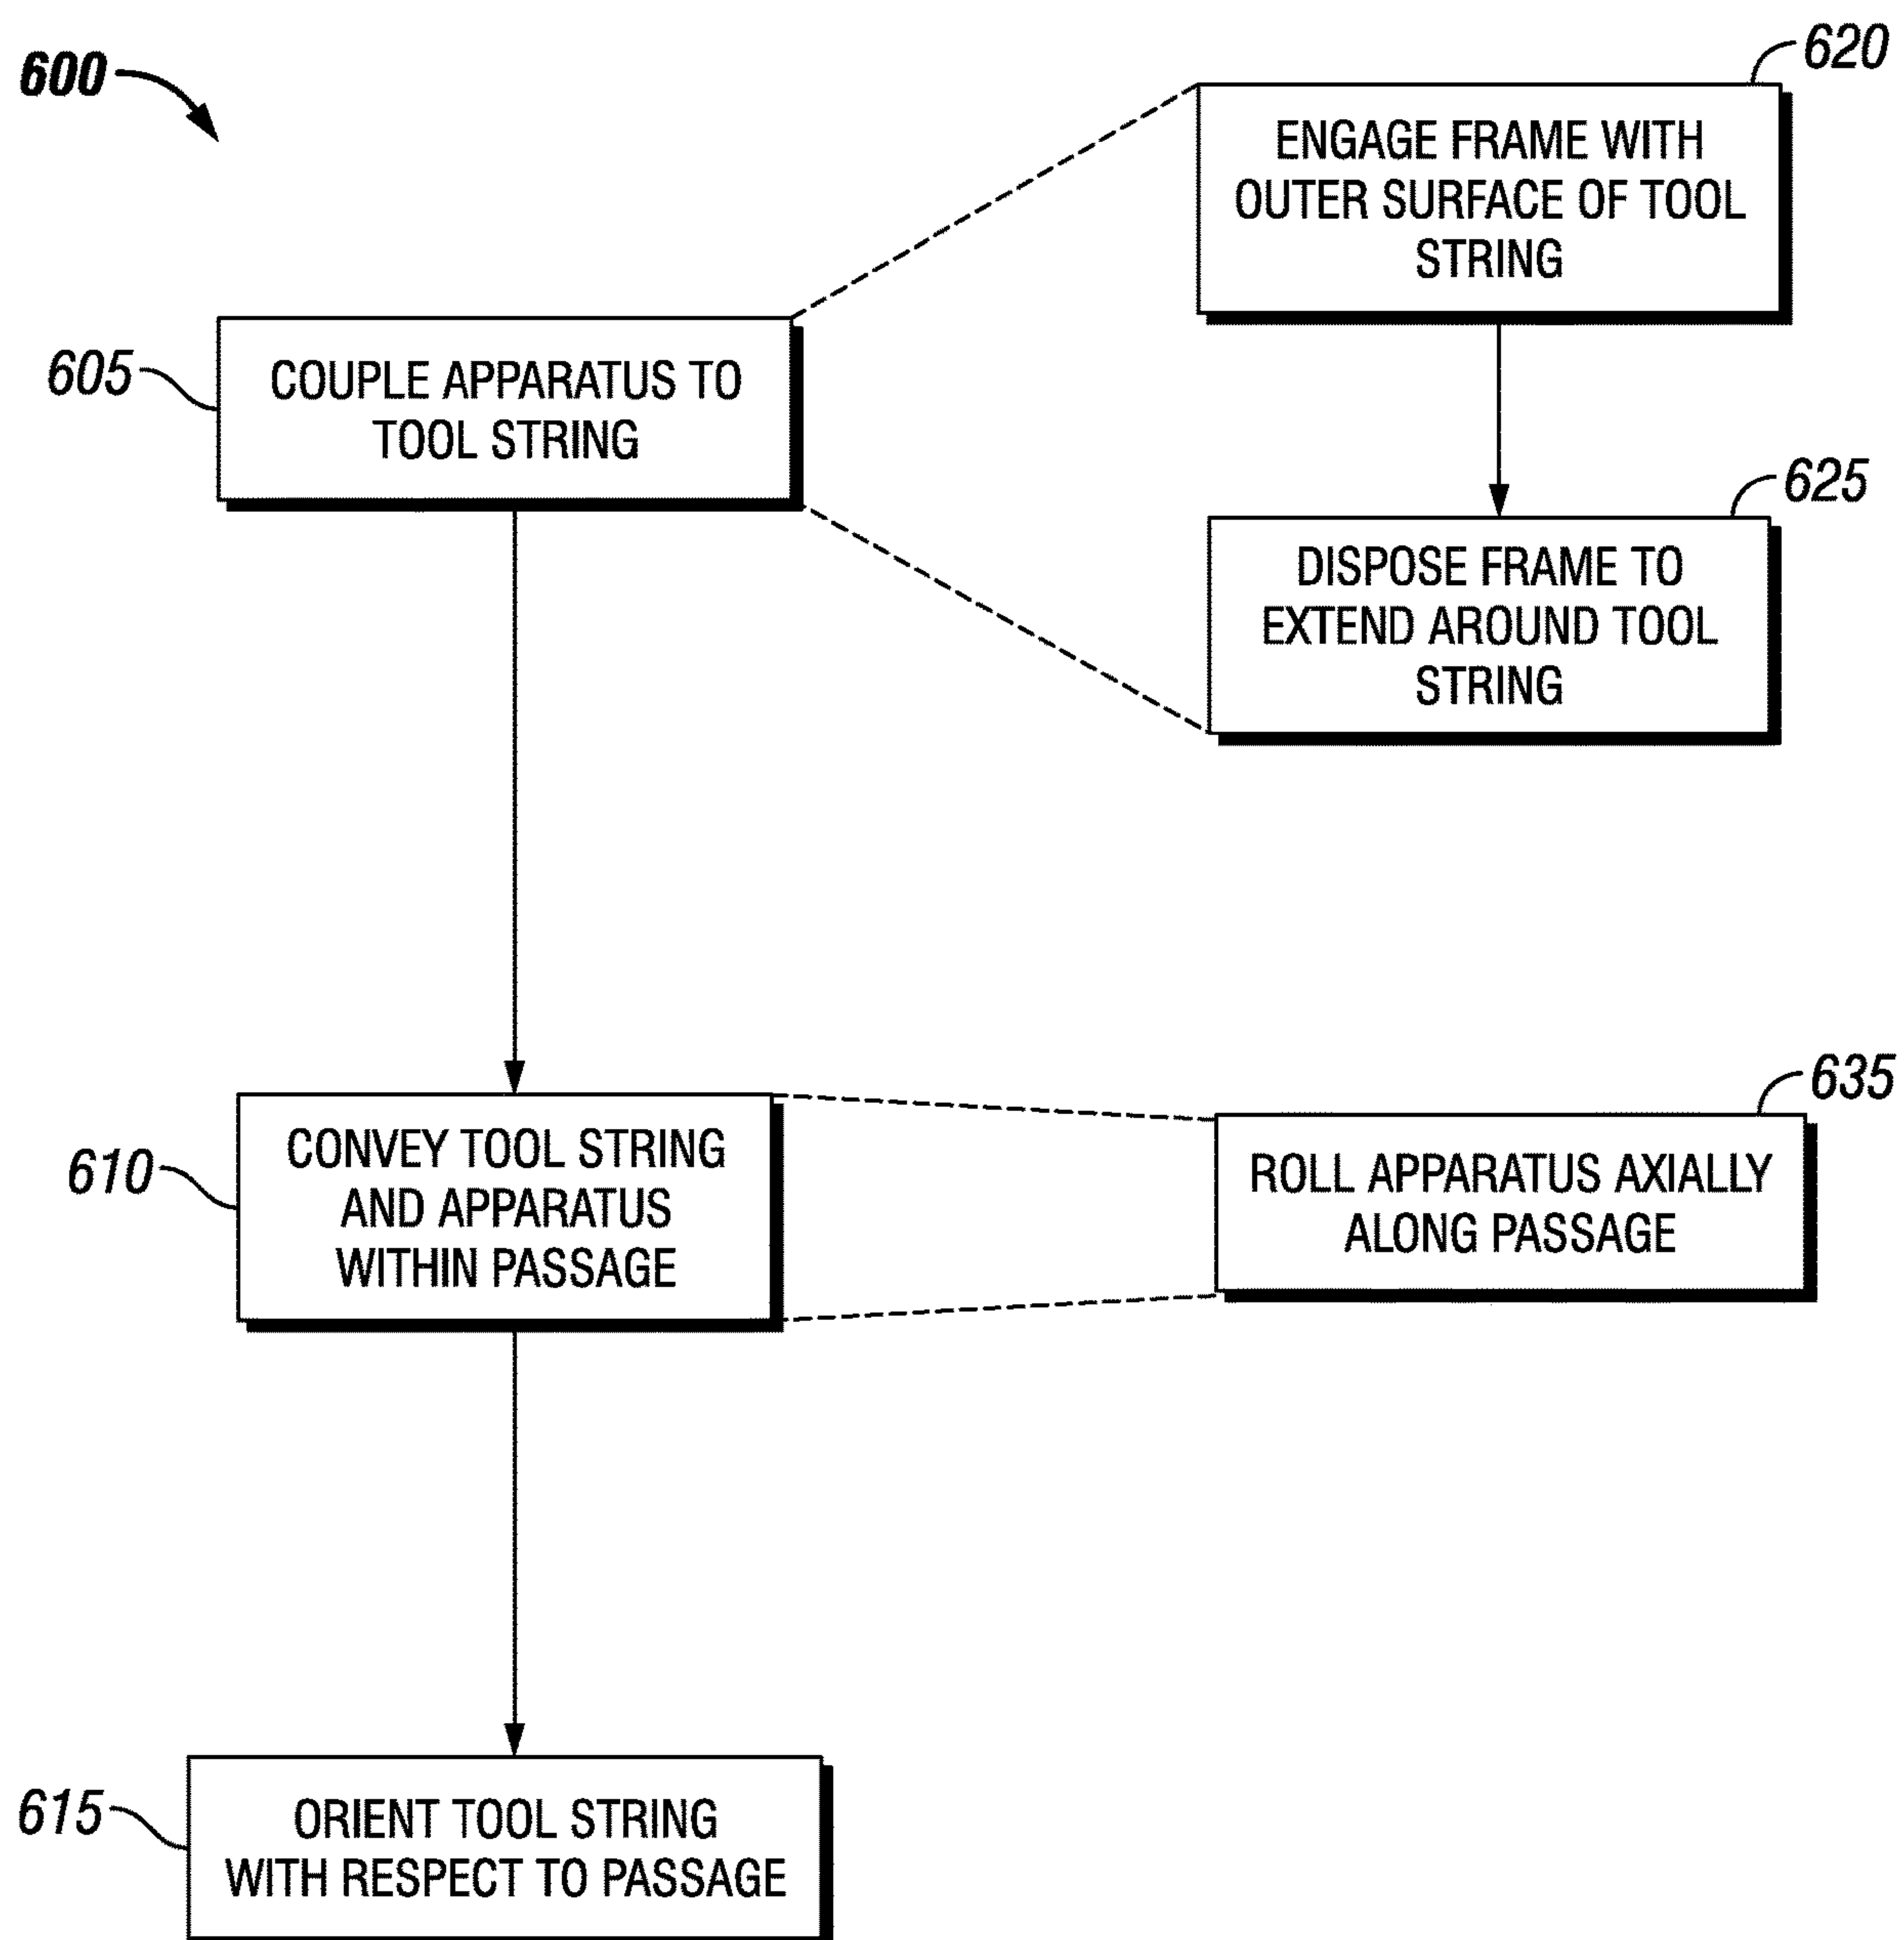 600
620
ENGAGE FRAME WITH
OUTER SURFACE OF TOOL
STRING
605
COUPLE APPARATUS TO
TOOL STRING
625
DISPOSE FRAME TO
EXTEND AROUND TOOL
STRING
610
CONVEY TOOL STRING
AND APPARATUS
WITHIN PASSAGE
635
ROLL APPARATUS AXIALLY
ALONG PASSAGE
615
ORIENT TOOL STRING
WITH RESPECT TO PASSAGE